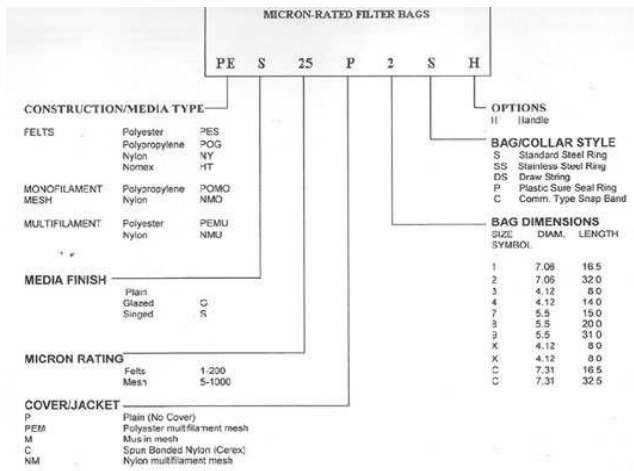 MICRON-RATED FILTER BAGS
PE S 25 P 2 S H
CONSTRUCTION/MEDIA TYPE
FELTS Polyester PES
Polypropylene POG
Nylon NY
Nomex HT
MONOFILAMENT Polypropylene POMO
MESH Nylon NMO
MULTIFILAMENT Polyester PEMU
Nylon NMU
MEDIA FINISH
Plain
Glazed G
Singed S
MICRON RATING
Felts 1-200
Mesh 5-1000
COVER/JACKET
P Plain (No Cover)
PEM Polyester multifilament mesh
M Muslin mesh
C Spun Bonded Nylon (Cerex)
NM Nylon multifilament mesh
OPTIONS
H Handle
BAG/COLLAR STYLE
S Standard Steel Ring
SS Stainless Steel Ring
DS Draw String
P Plastic Sure Seal Ring
C Comm. Type Snap Band
BAG DIMENSIONS
SIZE DIAM. LENGTH
SYMBOL
1 7.06 16.5
2 7.06 32.0
3 4.12 8.0
4 4.12 14.0
7 5.5 15.0
8 5.5 20.0
9 5.5 31.0
X 4.12 8.0
X 4.12 8.0
C 7.31 16.5
C 7.31 32.5